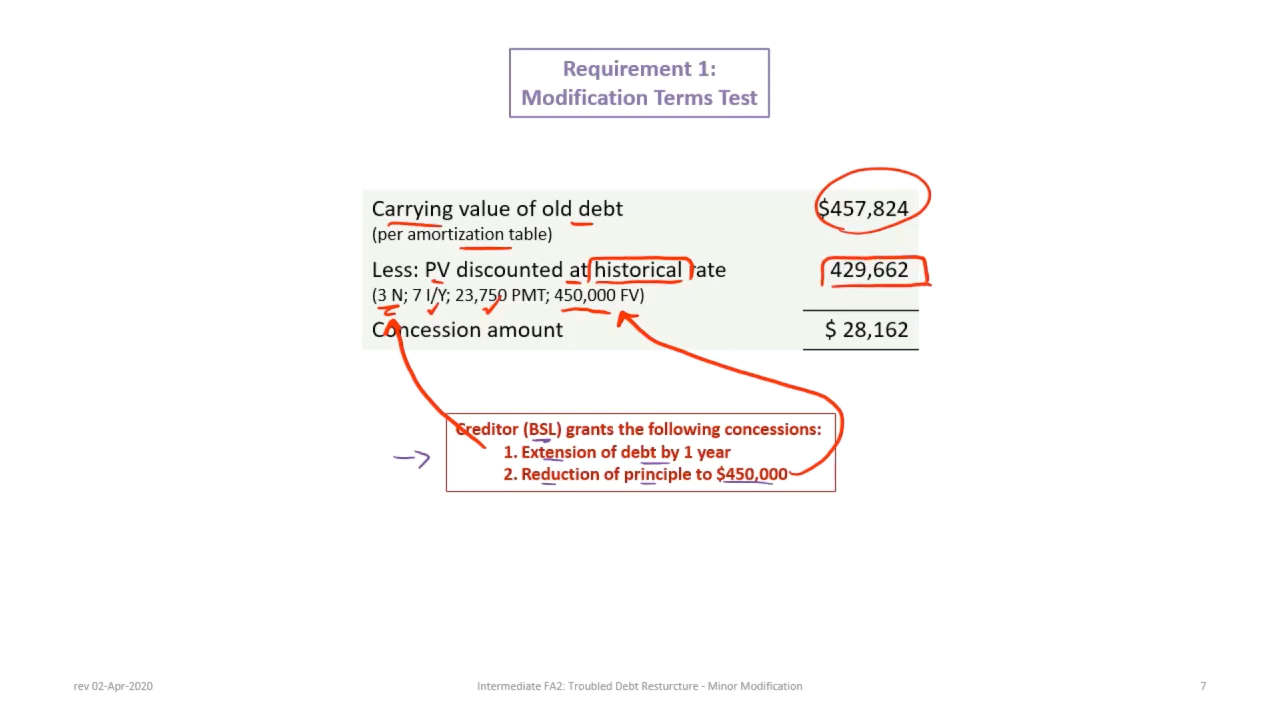 Requirement 1:
Modification Terms Test
Carrying value of old debt $457,824
(per amortization table)
Less: PV discounted at historical rate 429,662
(3 N; 7 I/Y; 23,750 PMT; 450,000 FV)
Concession amount $ 28,162
Creditor (BSL) grants the following concessions:
1. Extension of debt by 1 year
2. Reduction of principle to $450,000
rev 02-Apr-2020 Intermediate FA2: Troubled Debt Resturcture - Minor Modification 7